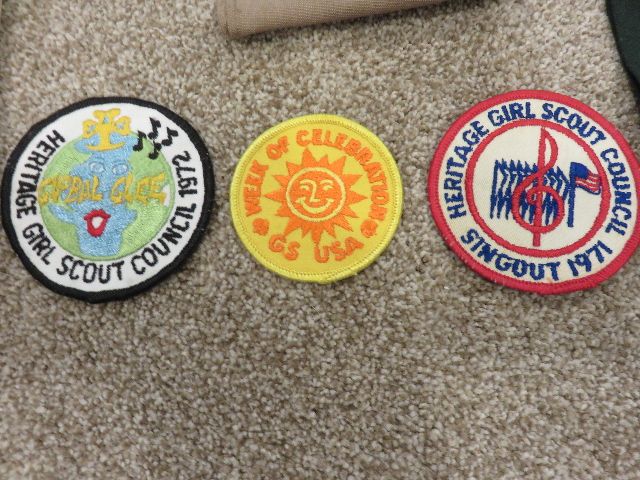 HERITAGE GIRL SCOUT COUNCIL 1972
GLOBAL GLEE
WEEK OF CELEBRATION
GS USA
HERITAGE GIRL SCOUT COUNCIL
SINGOUT 1971